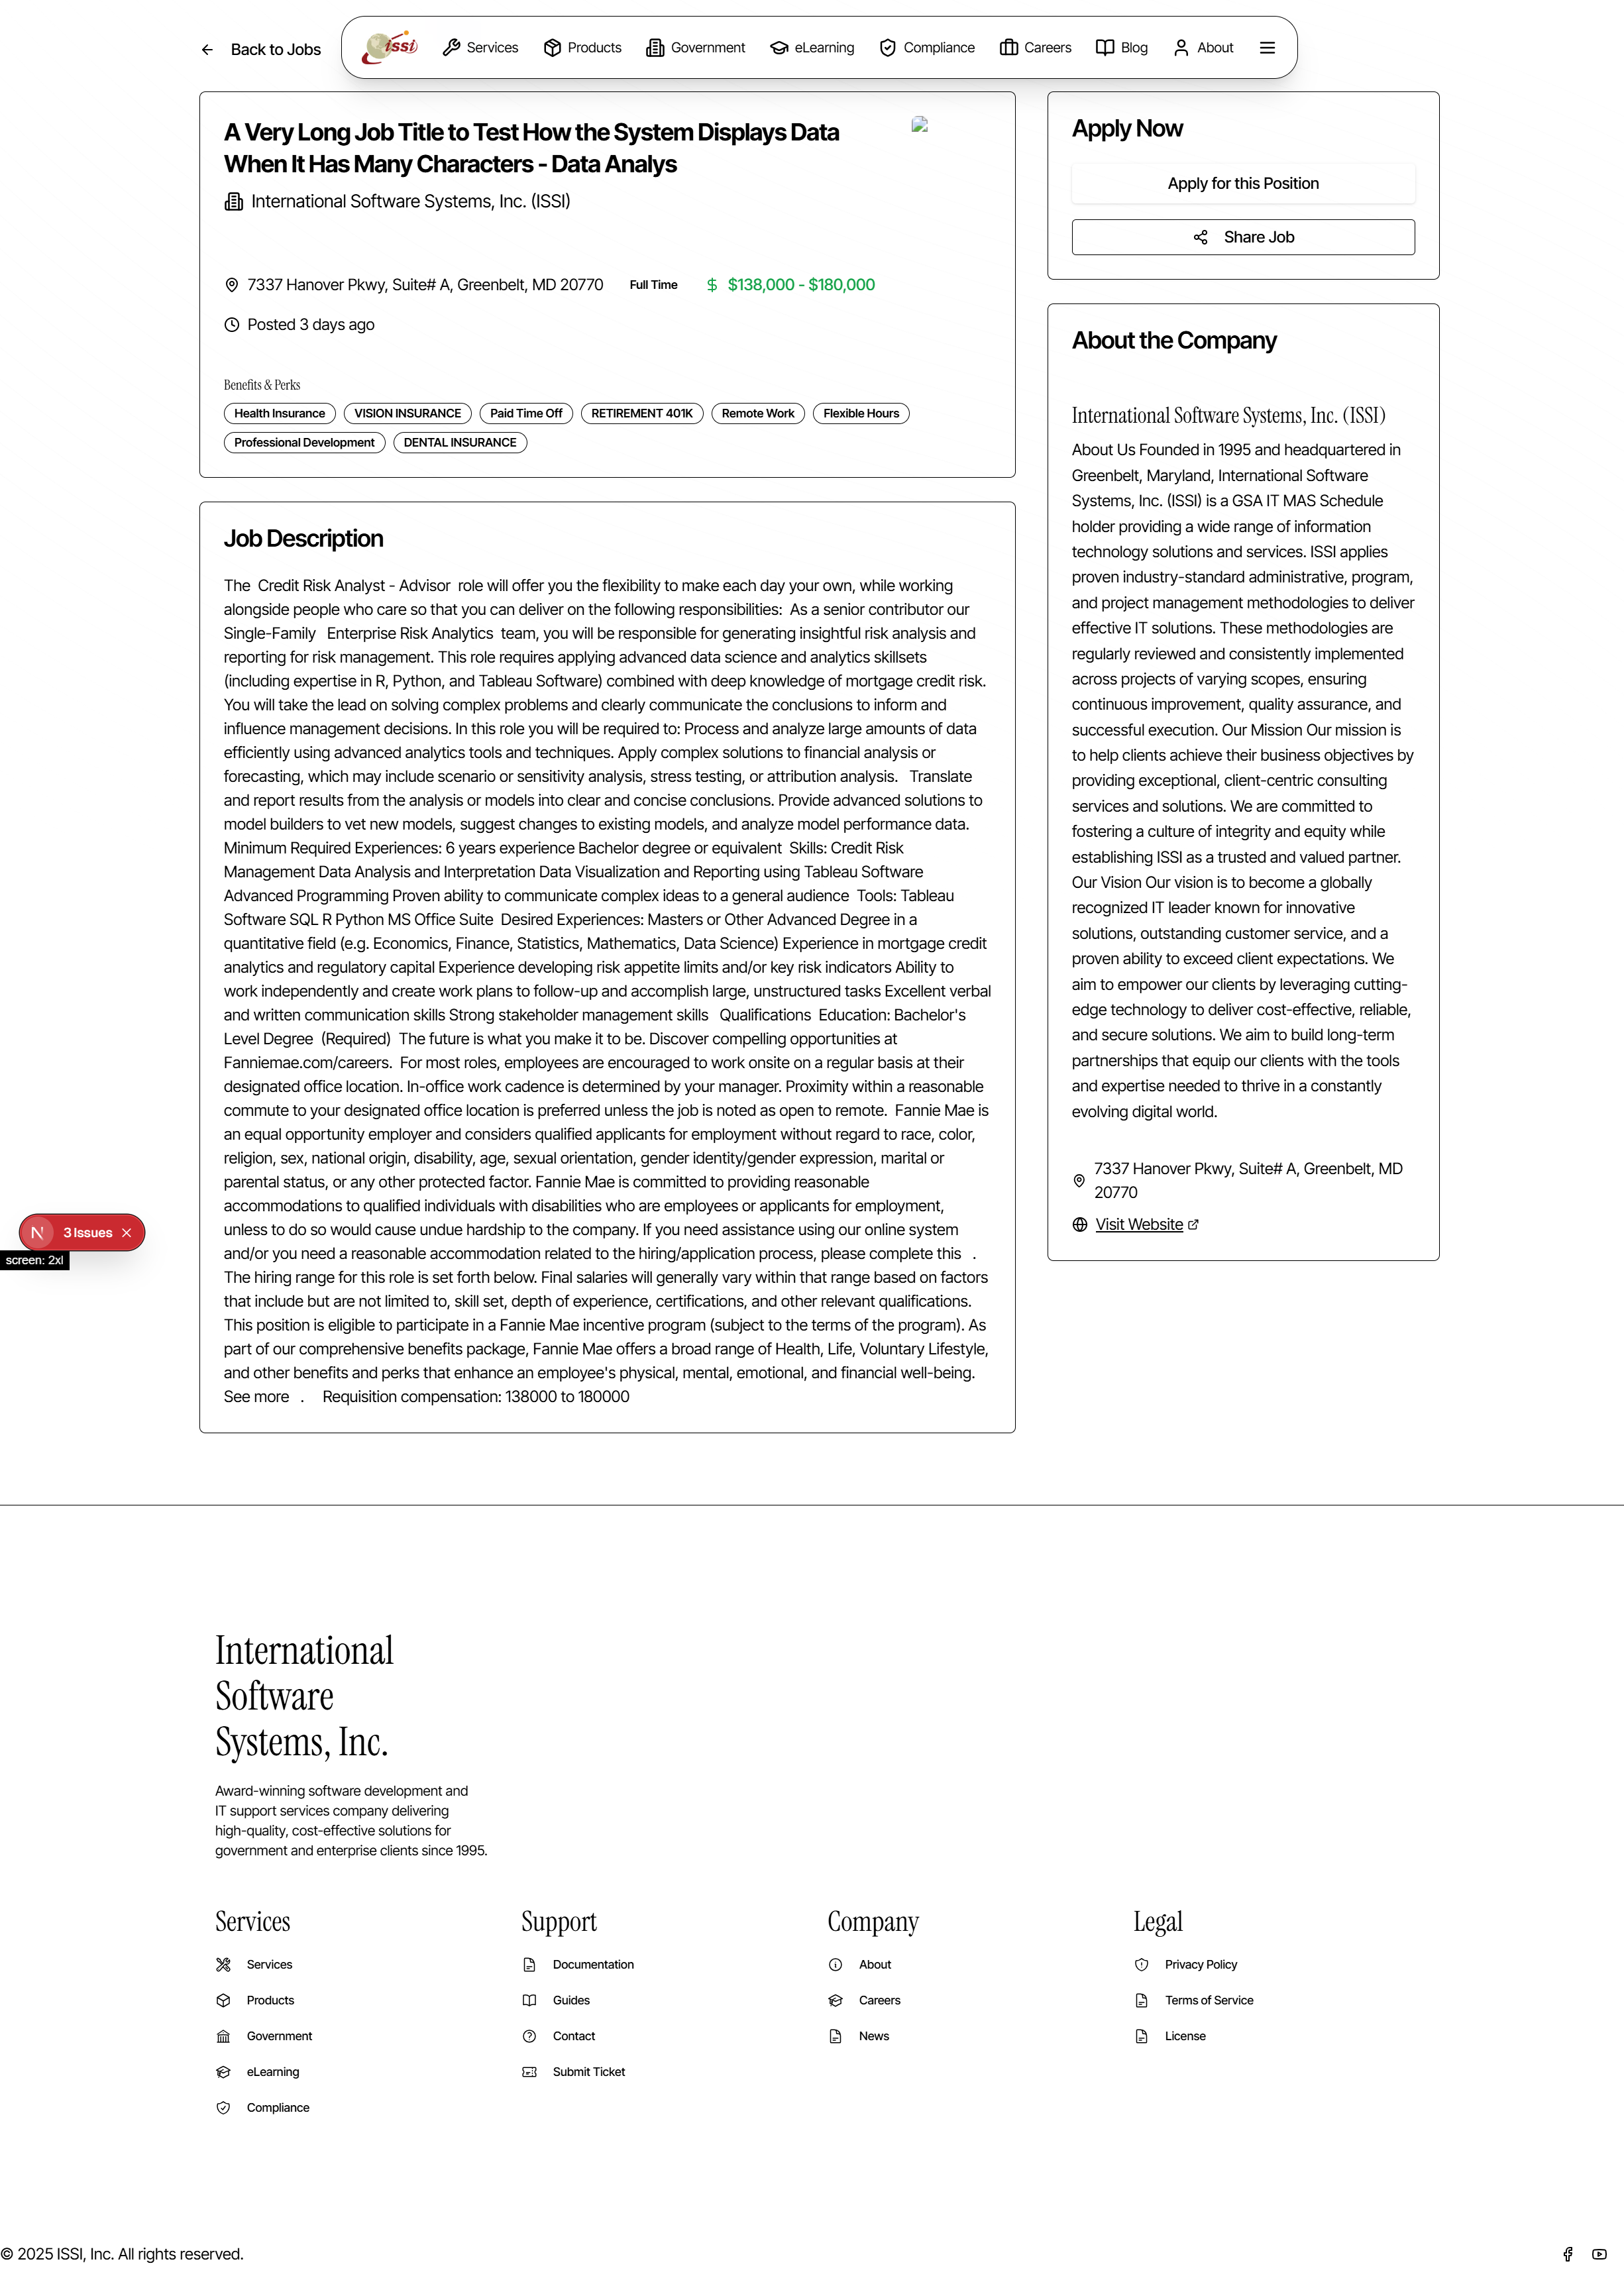 Back to Jobs
issi
Services
Products
Government
eLearning
Compliance
Careers
Blog
About
A Very Long Job Title to Test How the System Displays Data
When It Has Many Characters - Data Analys
International Software Systems, Inc. (ISSI)
7337 Hanover Pkwy, Suite# A, Greenbelt, MD 20770
Full Time
$138,000 - $180,000
Posted 3 days ago
Benefits & Perks
Health Insurance
VISION INSURANCE
Paid Time Off
RETIREMENT 401K
Remote Work
Flexible Hours
Professional Development
DENTAL INSURANCE
Job Description
The  Credit Risk Analyst - Advisor  role will offer you the flexibility to make each day your own, while working
alongside people who care so that you can deliver on the following responsibilities:  As a senior contributor our
Single-Family   Enterprise Risk Analytics  team, you will be responsible for generating insightful risk analysis and
reporting for risk management. This role requires applying advanced data science and analytics skillsets
(including expertise in R, Python, and Tableau Software) combined with deep knowledge of mortgage credit risk.
You will take the lead on solving complex problems and clearly communicate the conclusions to inform and
influence management decisions. In this role you will be required to: Process and analyze large amounts of data
efficiently using advanced analytics tools and techniques. Apply complex solutions to financial analysis or
forecasting, which may include scenario or sensitivity analysis, stress testing, or attribution analysis.   Translate
and report results from the analysis or models into clear and concise conclusions. Provide advanced solutions to
model builders to vet new models, suggest changes to existing models, and analyze model performance data.
Minimum Required Experiences: 6 years experience Bachelor degree or equivalent  Skills: Credit Risk
Management Data Analysis and Interpretation Data Visualization and Reporting using Tableau Software
Advanced Programming Proven ability to communicate complex ideas to a general audience  Tools: Tableau
Software SQL R Python MS Office Suite  Desired Experiences: Masters or Other Advanced Degree in a
quantitative field (e.g. Economics, Finance, Statistics, Mathematics, Data Science) Experience in mortgage credit
analytics and regulatory capital Experience developing risk appetite limits and/or key risk indicators Ability to
work independently and create work plans to follow-up and accomplish large, unstructured tasks Excellent verbal
and written communication skills Strong stakeholder management skills   Qualifications  Education: Bachelor's
Level Degree  (Required)  The future is what you make it to be. Discover compelling opportunities at
Fanniemae.com/careers.  For most roles, employees are encouraged to work onsite on a regular basis at their
designated office location. In-office work cadence is determined by your manager. Proximity within a reasonable
commute to your designated office location is preferred unless the job is noted as open to remote.  Fannie Mae is
an equal opportunity employer and considers qualified applicants for employment without regard to race, color,
religion, sex, national origin, disability, age, sexual orientation, gender identity/gender expression, marital or
parental status, or any other protected factor. Fannie Mae is committed to providing reasonable
accommodations to qualified individuals with disabilities who are employees or applicants for employment,
unless to do so would cause undue hardship to the company. If you need assistance using our online system
and/or you need a reasonable accommodation related to the hiring/application process, please complete this   .
The hiring range for this role is set forth below. Final salaries will generally vary within that range based on factors
that include but are not limited to, skill set, depth of experience, certifications, and other relevant qualifications.
This position is eligible to participate in a Fannie Mae incentive program (subject to the terms of the program). As
part of our comprehensive benefits package, Fannie Mae offers a broad range of Health, Life, Voluntary Lifestyle,
and other benefits and perks that enhance an employee's physical, mental, emotional, and financial well-being.
See more   .     Requisition compensation: 138000 to 180000
Apply Now
Apply for this Position
Share Job
About the Company
International Software Systems, Inc. (ISSI)
About Us Founded in 1995 and headquartered in
Greenbelt, Maryland, International Software
Systems, Inc. (ISSI) is a GSA IT MAS Schedule
holder providing a wide range of information
technology solutions and services. ISSI applies
proven industry-standard administrative, program,
and project management methodologies to deliver
effective IT solutions. These methodologies are
regularly reviewed and consistently implemented
across projects of varying scopes, ensuring
continuous improvement, quality assurance, and
successful execution. Our Mission Our mission is
to help clients achieve their business objectives by
providing exceptional, client-centric consulting
services and solutions. We are committed to
fostering a culture of integrity and equity while
establishing ISSI as a trusted and valued partner.
Our Vision Our vision is to become a globally
recognized IT leader known for innovative
solutions, outstanding customer service, and a
proven ability to exceed client expectations. We
aim to empower our clients by leveraging cutting-
edge technology to deliver cost-effective, reliable,
and secure solutions. We aim to build long-term
partnerships that equip our clients with the tools
and expertise needed to thrive in a constantly
evolving digital world.
7337 Hanover Pkwy, Suite# A, Greenbelt, MD
20770
Visit Website
N
3 Issues
screen: 2xl
International
Software
Systems, Inc.
Award-winning software development and
IT support services company delivering
high-quality, cost-effective solutions for
government and enterprise clients since 1995.
Services
Services
Products
Government
eLearning
Compliance
Support
Documentation
Guides
Contact
Submit Ticket
Company
About
Careers
News
Legal
Privacy Policy
Terms of Service
License
© 2025 ISSI, Inc. All rights reserved.